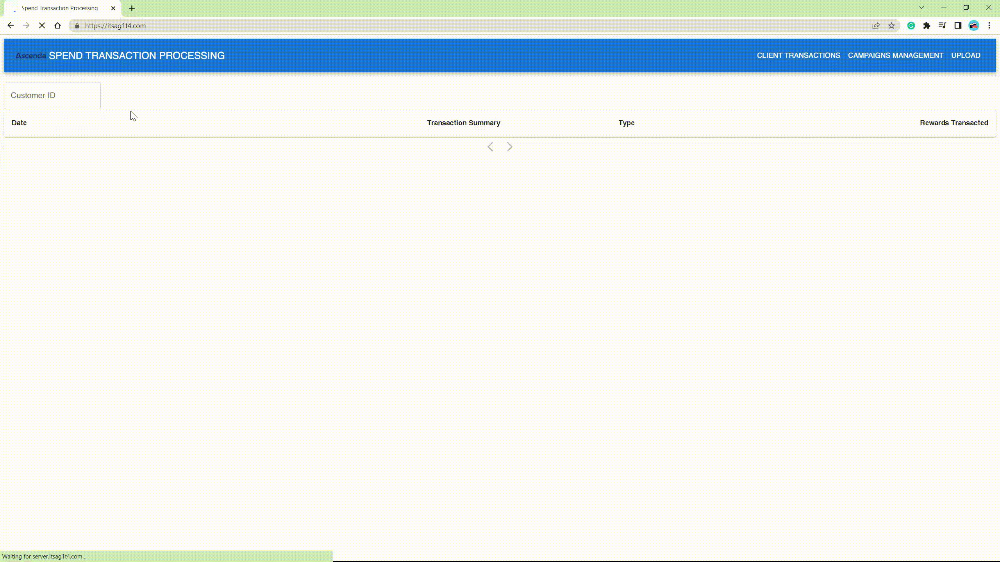 Spend Transaction Processing
https://itsag1t4.com
Ascenda SPEND TRANSACTION PROCESSING CLIENT TRANSACTIONS CAMPAIGNS MANAGEMENT UPLOAD
Customer ID
Date Transaction Summary Type Rewards Transacted
Waiting for server.itsag1t4.com...